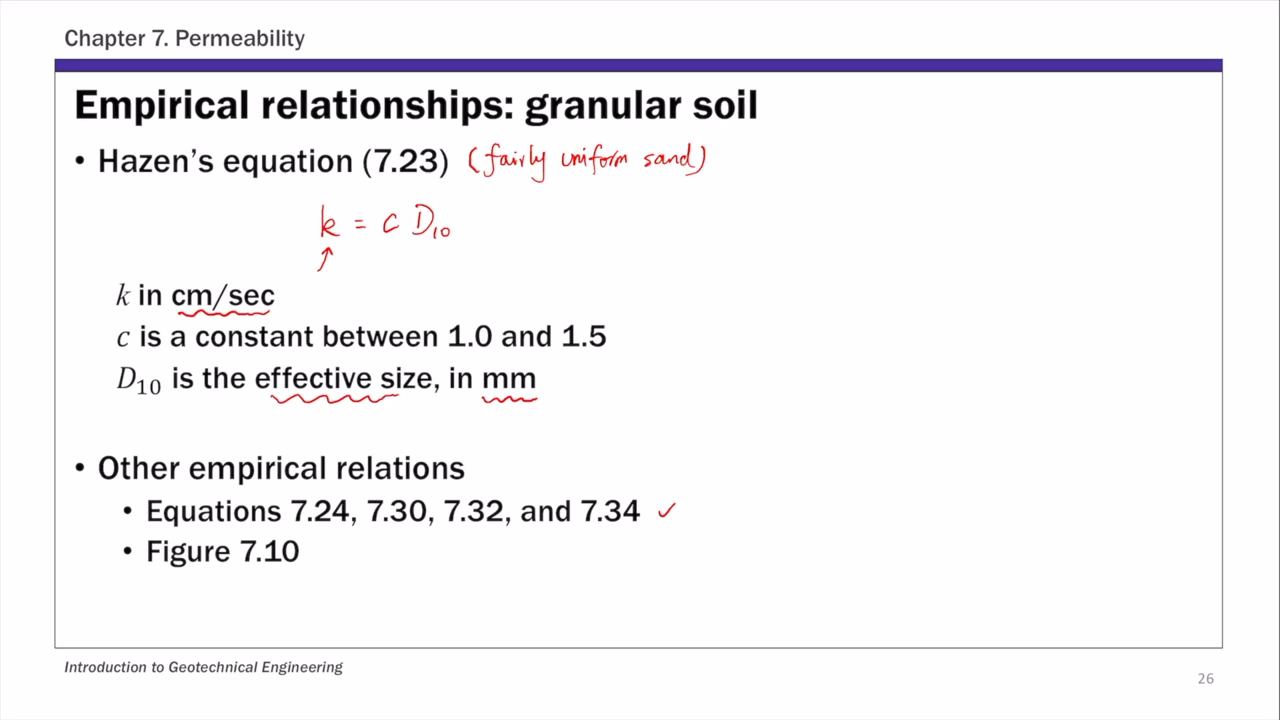 Chapter 7. Permeability
Empirical relationships: granular soil
• Hazen's equation (7.23) (fairly uniform sand)
k = c D₁₀
k in cm/sec
c is a constant between 1.0 and 1.5
D₁₀ is the effective size, in mm
• Other empirical relations
• Equations 7.24, 7.30, 7.32, and 7.34 ✓
• Figure 7.10
Introduction to Geotechnical Engineering
26